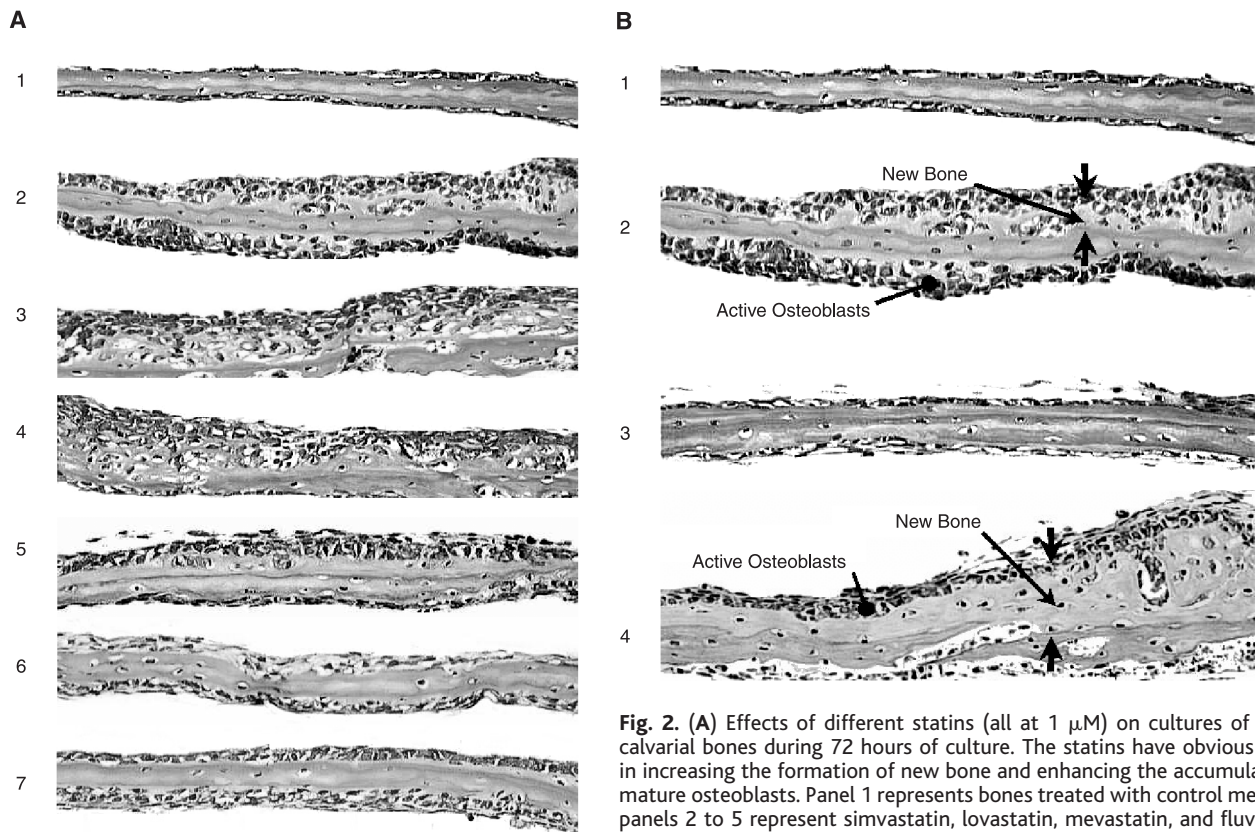 A
1
2
3
4
5
6
7
B
1
New Bone
2
Active Osteoblasts
3
New Bone
Active Osteoblasts
4
Fig. 2. (A) Effects of different statins (all at 1 μM) on cultures of
calvarial bones during 72 hours of culture. The statins have obvious
in increasing the formation of new bone and enhancing the accumula
mature osteoblasts. Panel 1 represents bones treated with control me
panels 2 to 5 represent simvastatin, lovastatin, mevastatin, and fluv